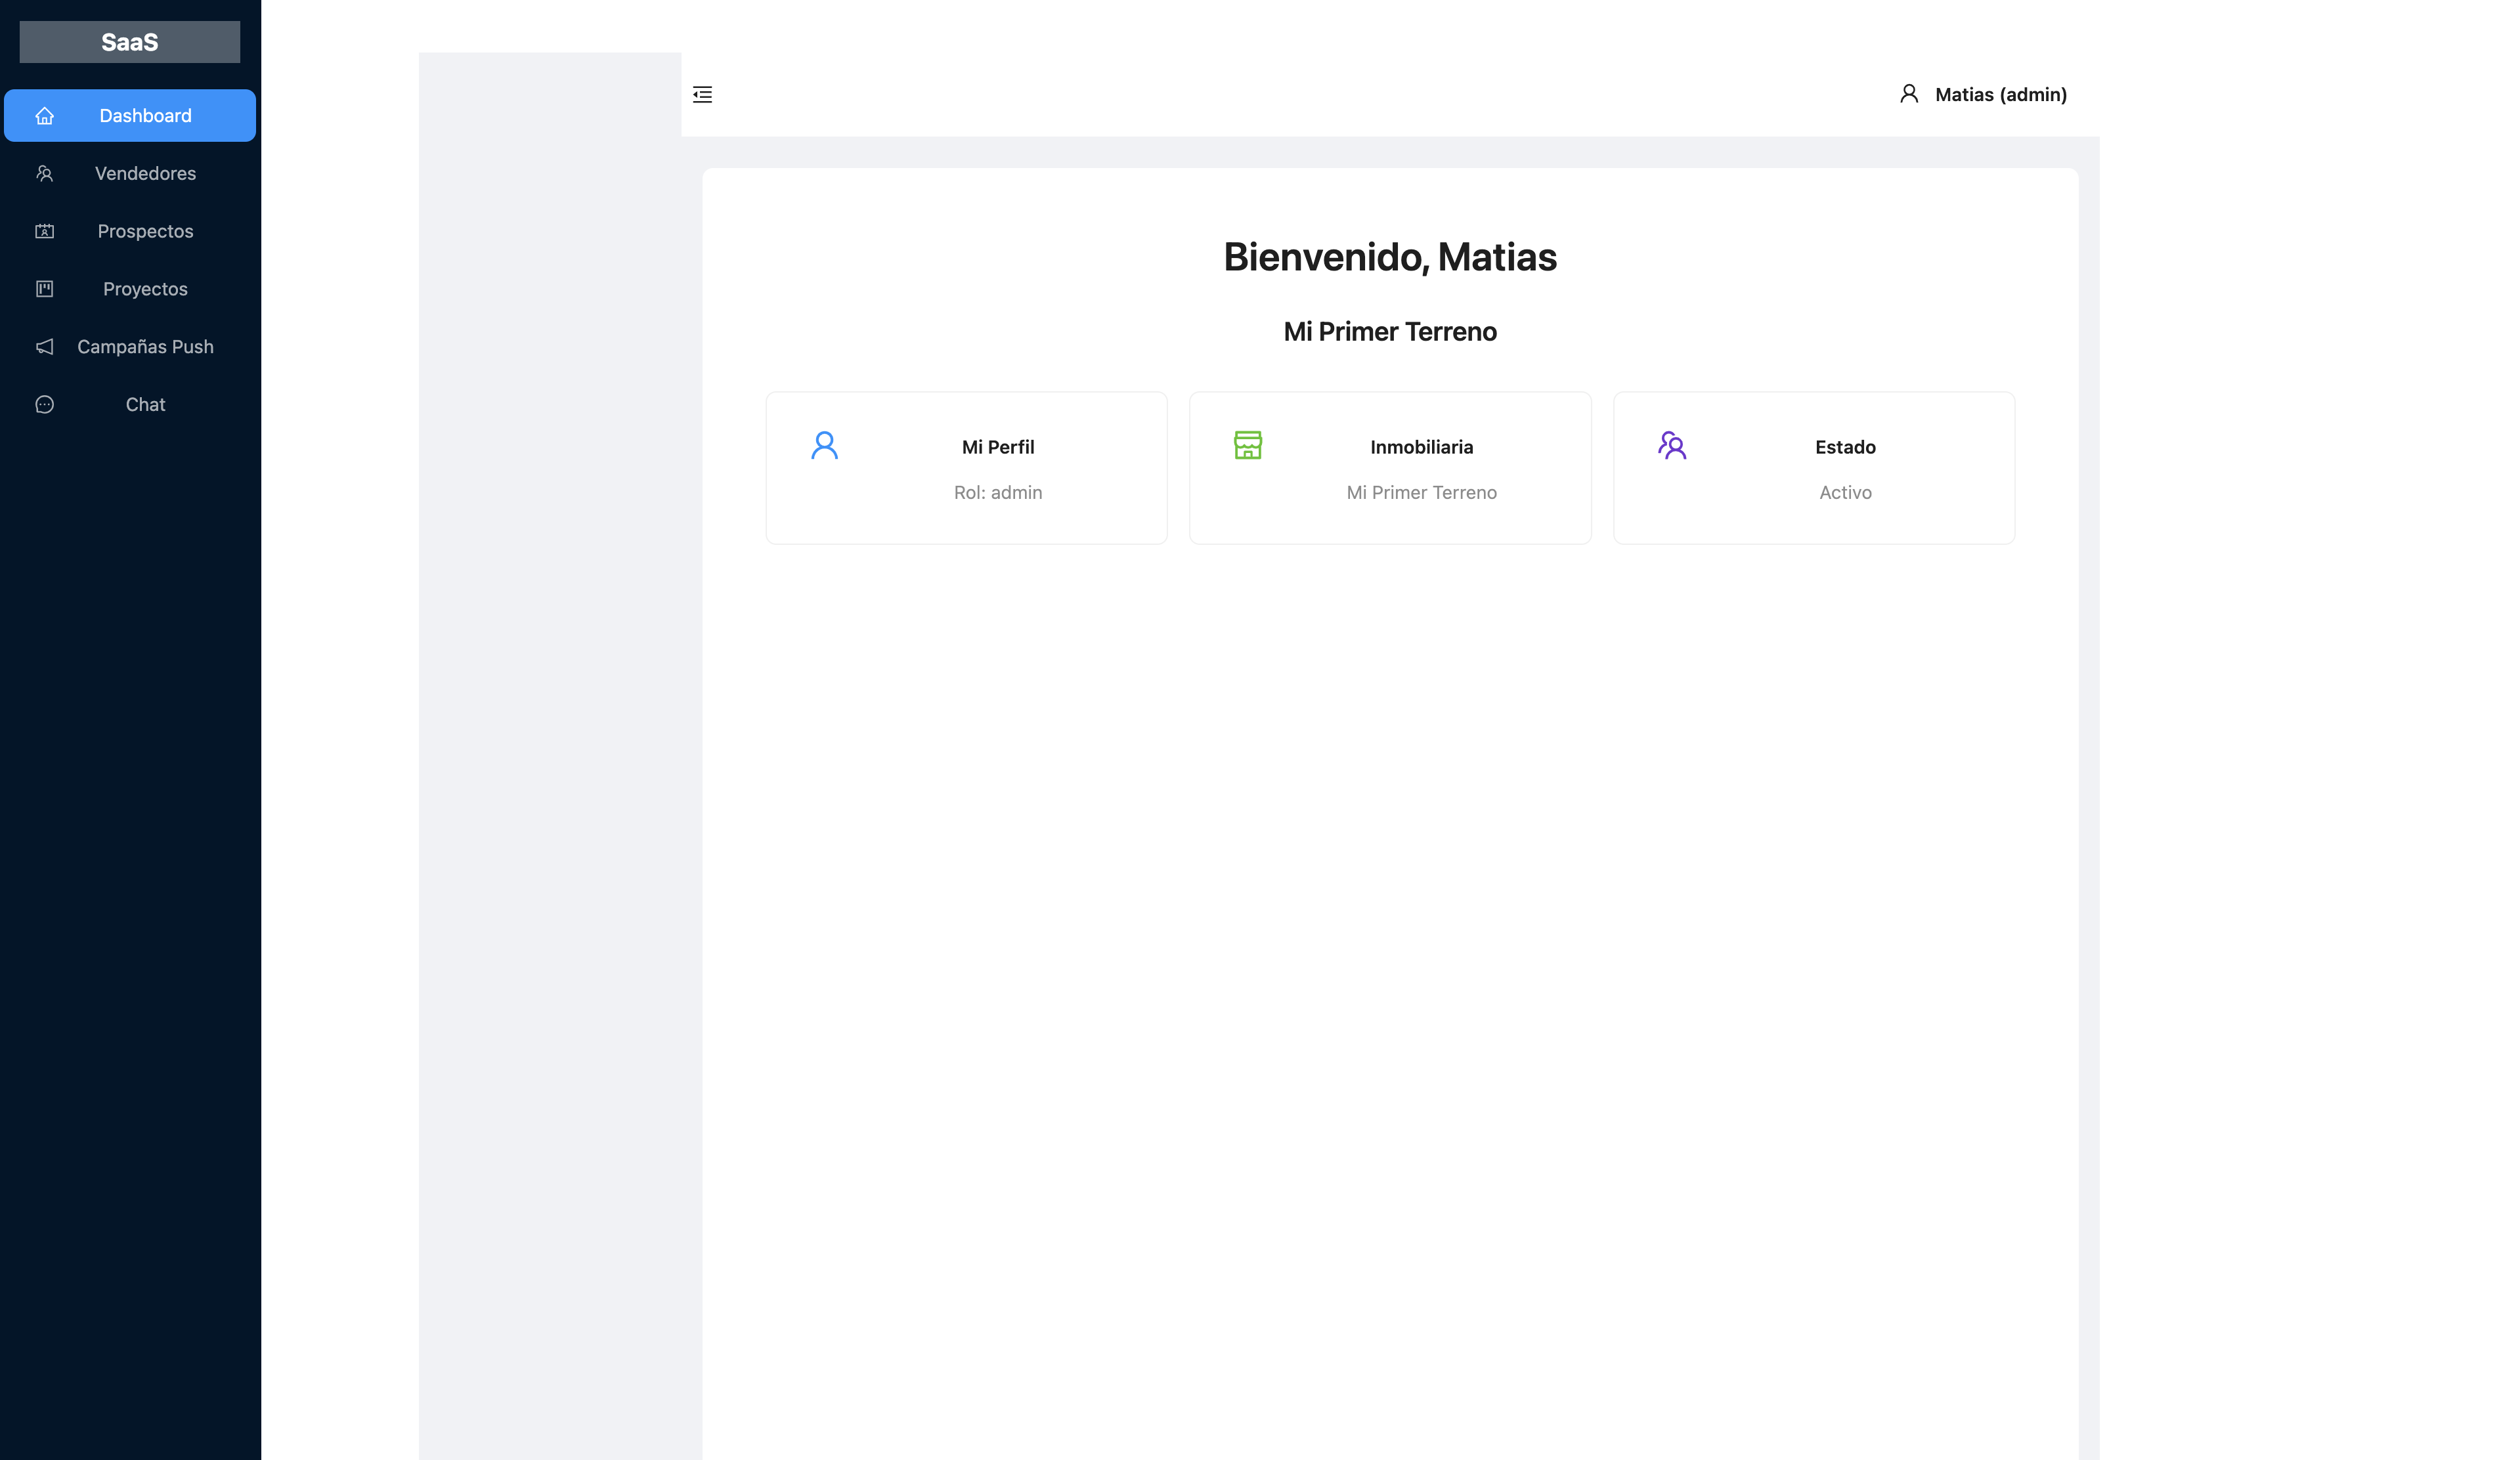 SaaS
Dashboard
Vendedores
Prospectos
Proyectos
Campañas Push
Chat
Matias (admin)
Bienvenido, Matias
Mi Primer Terreno
Mi Perfil
Rol: admin
Inmobiliaria
Mi Primer Terreno
Estado
Activo